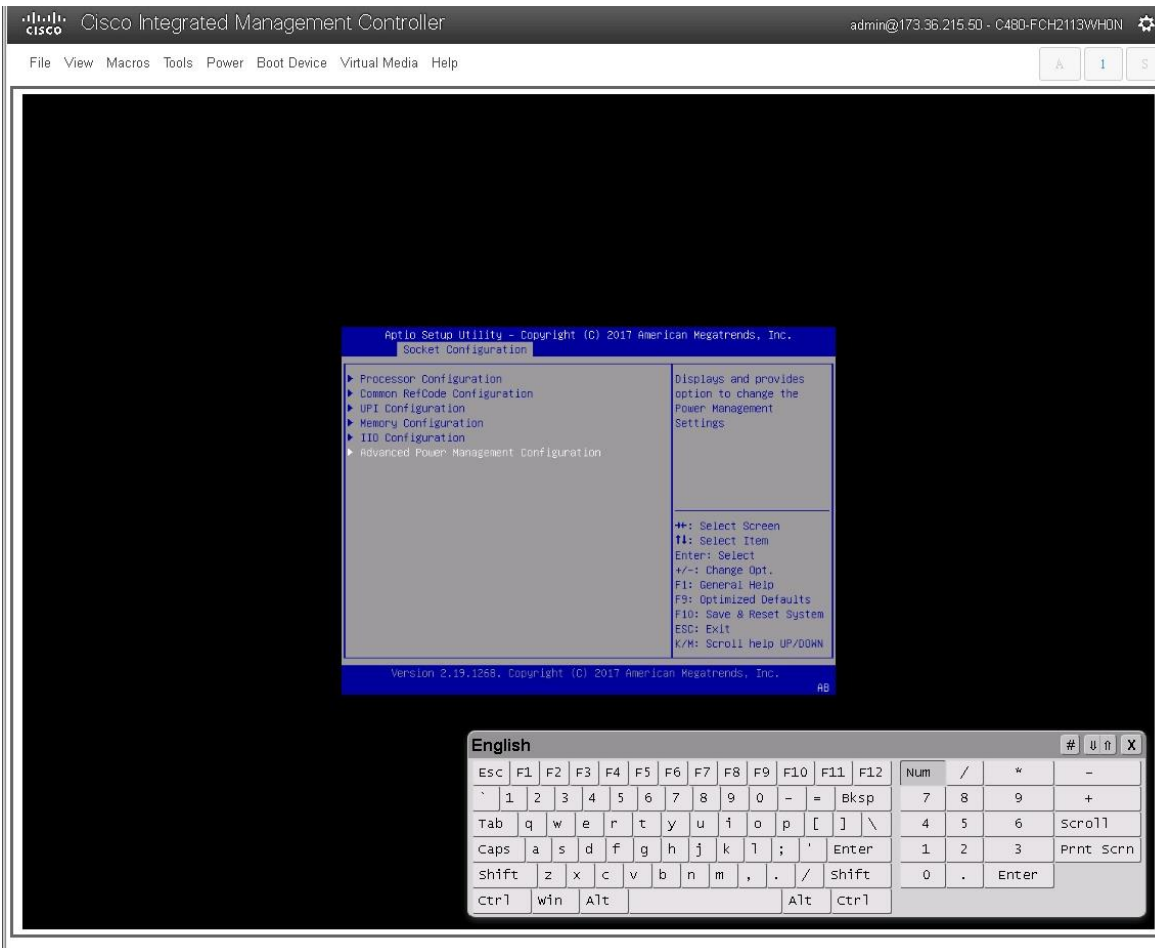 cisco Cisco Integrated Management Controller
admin@173.36.215.50 - C480-FCH2113WH0N
File View Macros Tools Power Boot Device Virtual Media Help
A 1 S
Aptio Setup Utility - Copyright (C) 2017 American Megatrends, Inc.
Socket Configuration
Processor Configuration
Common RefCode Configuration
UPI Configuration
Memory Configuration
IIO Configuration
Advanced Power Management Configuration
Displays and provides
option to change the
Power Management
Settings
→←: Select Screen
↑↓: Select Item
Enter: Select
+/-: Change Opt.
F1: General Help
F9: Optimized Defaults
F10: Save & Reset System
ESC: Exit
K/M: Scroll help UP/DOWN
Version 2.19.1268. Copyright (C) 2017 American Megatrends, Inc.
AB
English # ⇓⇑ X
Esc F1 F2 F3 F4 F5 F6 F7 F8 F9 F10 F11 F12 Num / * -
` 1 2 3 4 5 6 7 8 9 0 - = Bksp 7 8 9 +
Tab q w e r t y u i o p [ ] \ 4 5 6 Scroll
Caps a s d f g h j k l ; ' Enter 1 2 3 Prnt Scrn
Shift z x c v b n m , . / Shift 0 . Enter
Ctrl Win Alt Alt Ctrl